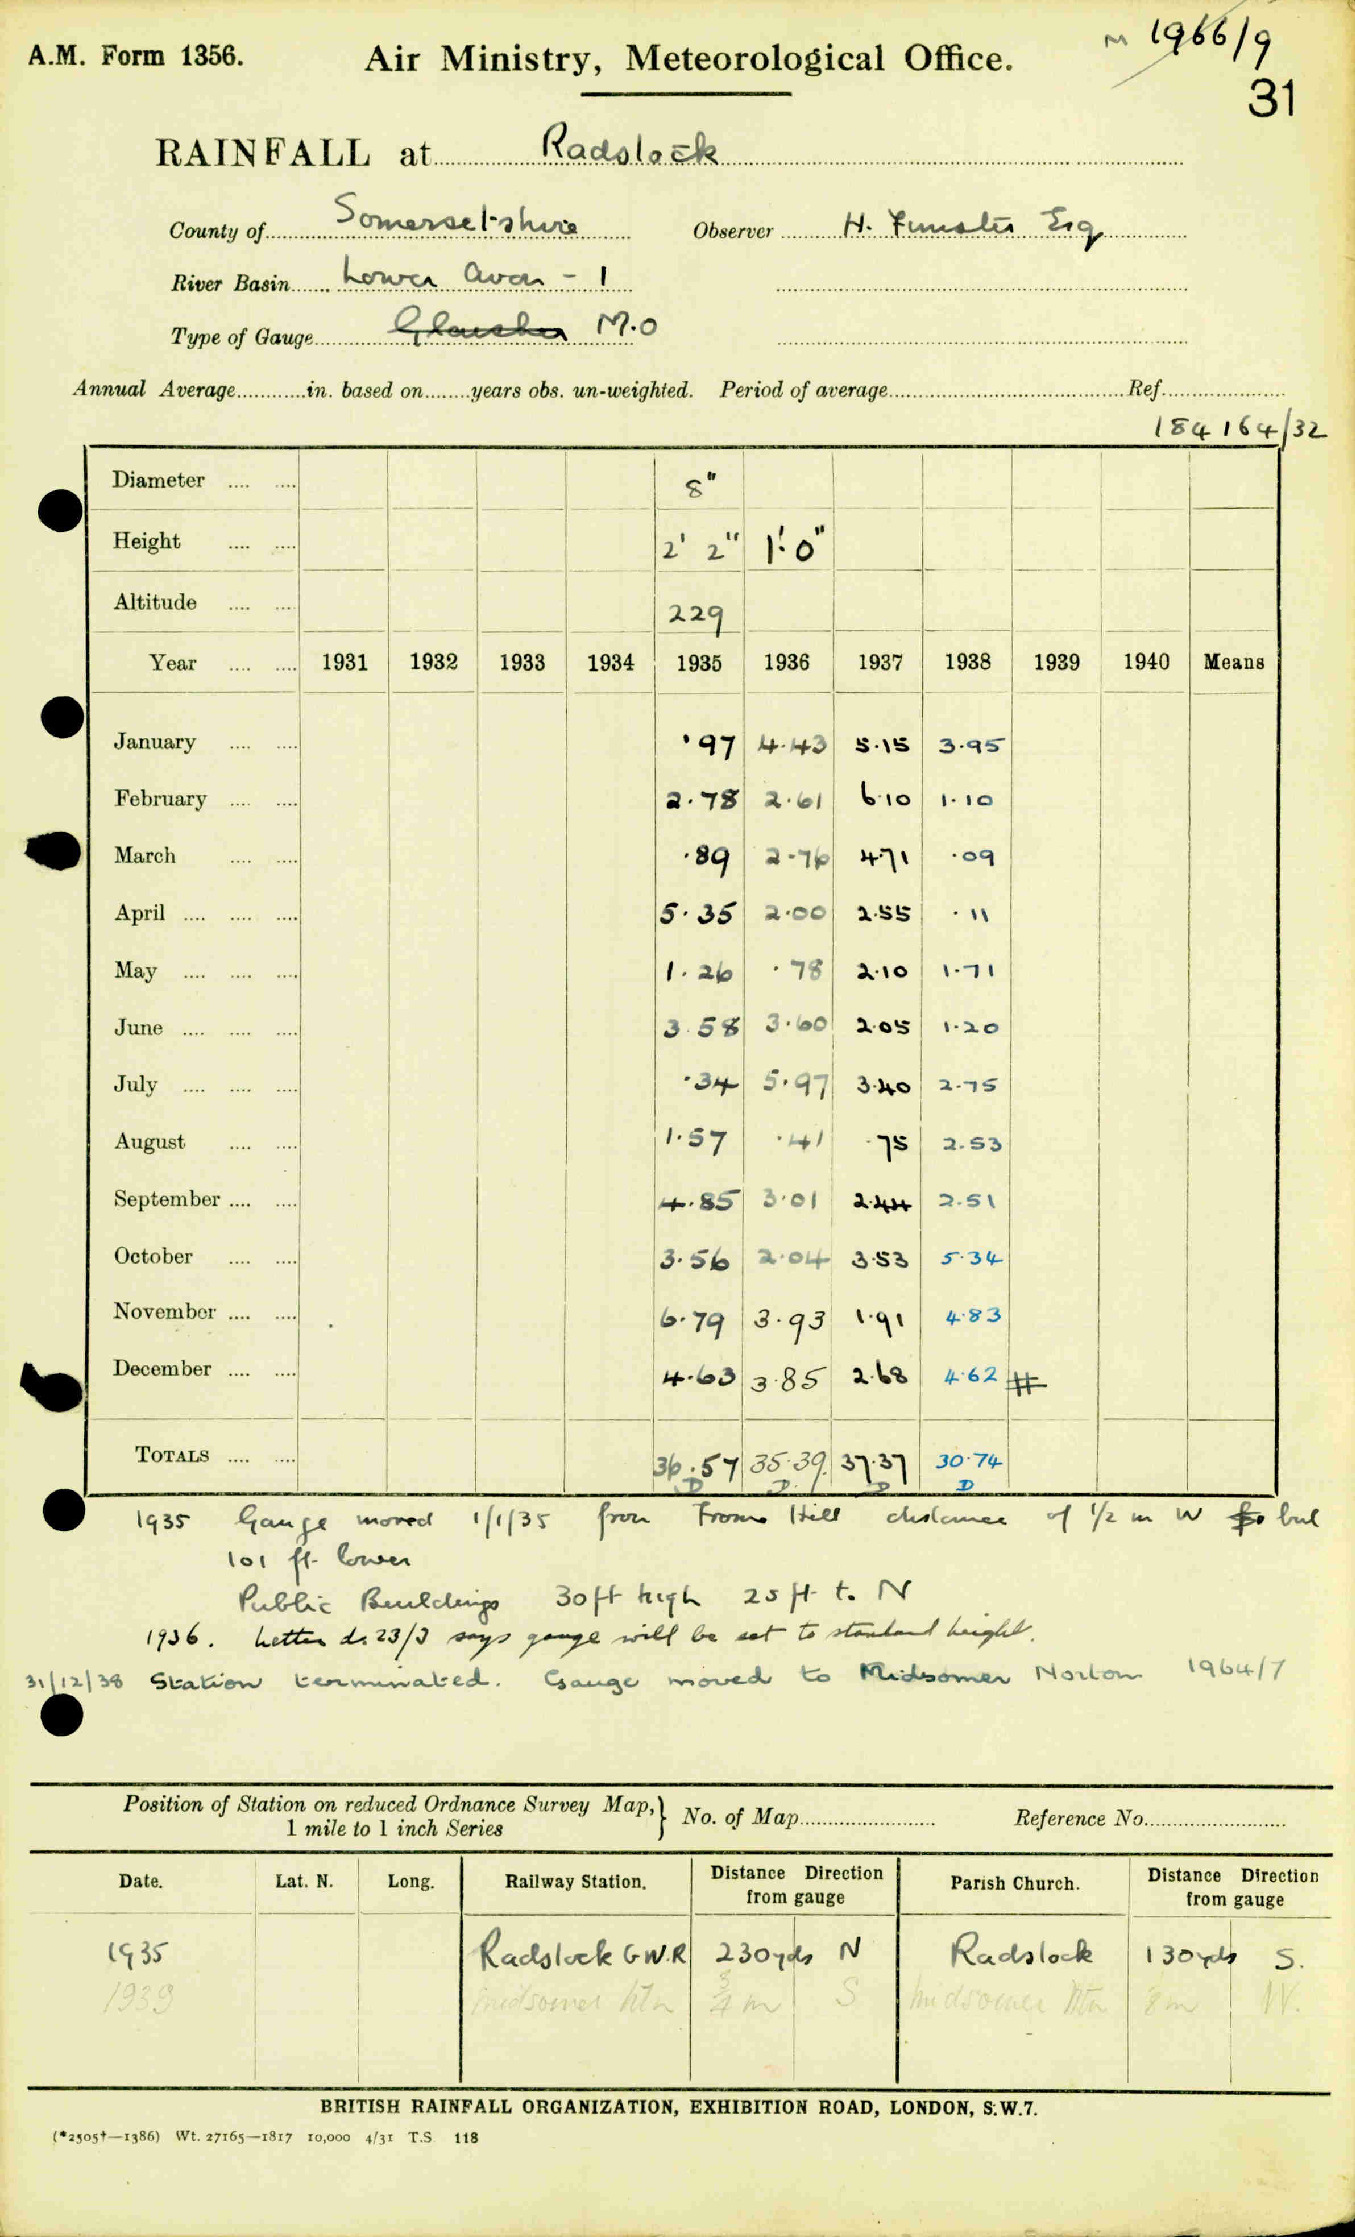 M 1966/9
A.M. Form 1356. Air Ministry, Meteorological Office.
31
RAINFALL at Radstock
County of Somersetshire Observer H. Esq
River Basin Lower Avon - 1
Type of Gauge Glaisher M.O
Annual Average............in. based on........years obs. un-weighted. Period of average........ Ref........
184164/32
Diameter 8"
Height 2' 2" 1' 0"
Altitude 229
Year 1931 1932 1933 1934 1935 1936 1937 1938 1939 1940 Means
January ·97 4·43 5·15 3·95
February 2·78 2·61 6·10 1·10
March ·89 2·76 4·71 ·09
April 5·35 2·00 2·55 ·11
May 1·26 ·78 2·10 1·71
June 3·58 3·60 2·05 1·20
July ·34 5·97 3·40 2·75
August 1·57 ·41 ·75 2·53
September 4·85 3·01 2·44 2·51
October 3·56 2·04 3·53 5·34
November 6·79 3·93 1·91 4·83
December 4·63 3·85 2·68 4·62 #
TOTALS 36·57 35·39 37·37 30·74
D D D D
1935 Gauge moved 1/1/35 from Frome Hill distance of 1/2 m W but
101 ft lower
Public Buildings 30ft high 25 ft to N
1936. Letter d. 23/3 says gauge will be set to standard height.
31/12/38 Station terminated. Gauge moved to Midsomer Norton 1964/7
Position of Station on reduced Ordnance Survey Map,} No. of Map........ Reference No........
1 mile to 1 inch Series
Date. Lat. N. Long. Railway Station. Distance Direction from gauge Parish Church. Distance Direction from gauge
1935 Radstock G.W.R 230yds N Radstock 130yds S.
1939 Midsomer Ntn 3/4 m S Midsomer Ntn W.
BRITISH RAINFALL ORGANIZATION, EXHIBITION ROAD, LONDON, S.W.7.
(*2505†—1386) Wt. 27165—1817 10,000 4/31 T.S. 118